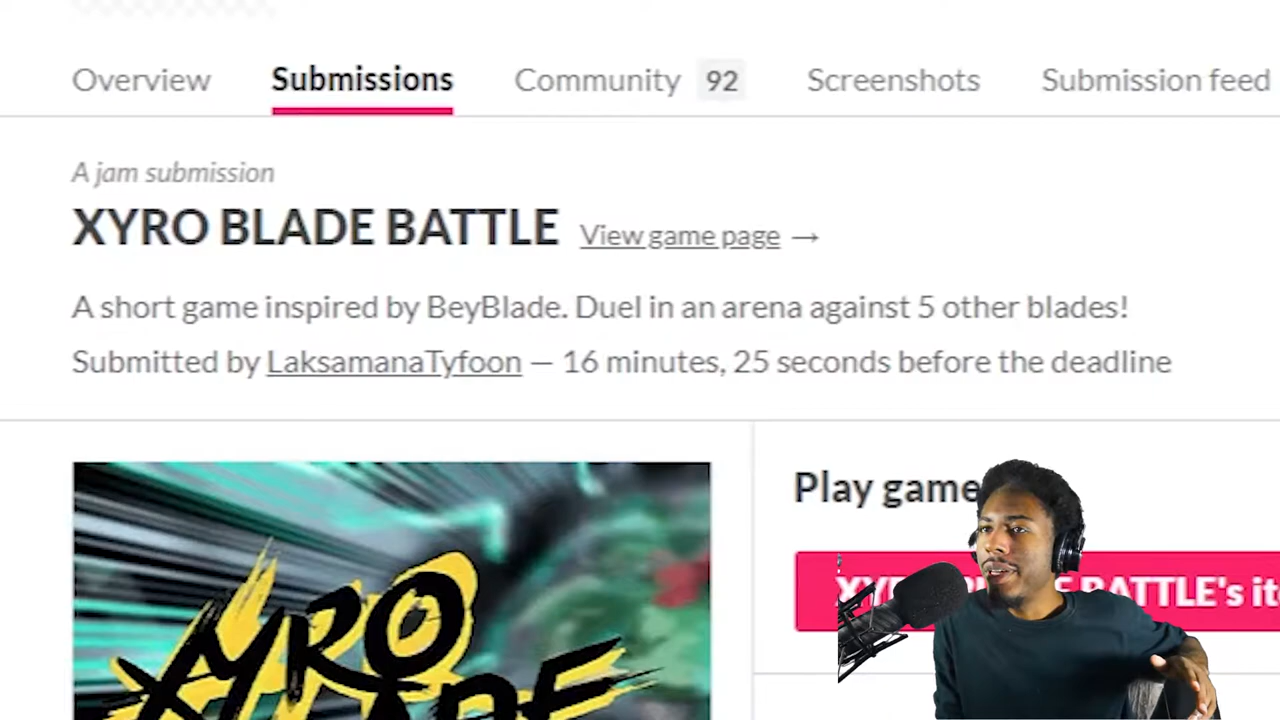 Overview Submissions Community 92 Screenshots Submission feed
A jam submission
XYRO BLADE BATTLE View game page →
A short game inspired by BeyBlade. Duel in an arena against 5 other blades!
Submitted by LaksamanaTyfoon — 16 minutes, 25 seconds before the deadline
Play game
BATTLE's
XYRO